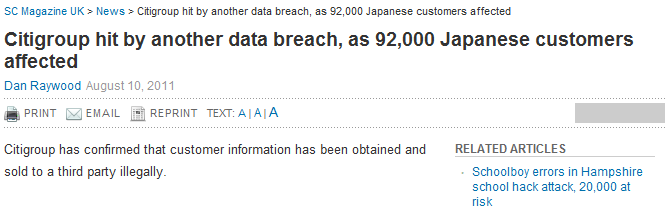 SC Magazine UK > News > Citigroup hit by another data breach, as 92,000 Japanese customers affected
Citigroup hit by another data breach, as 92,000 Japanese customers
affected
Dan Raywood August 10, 2011
PRINT EMAIL REPRINT TEXT: A | A | A
Citigroup has confirmed that customer information has been obtained and
sold to a third party illegally.
RELATED ARTICLES
Schoolboy errors in Hampshire
school hack attack, 20,000 at
risk